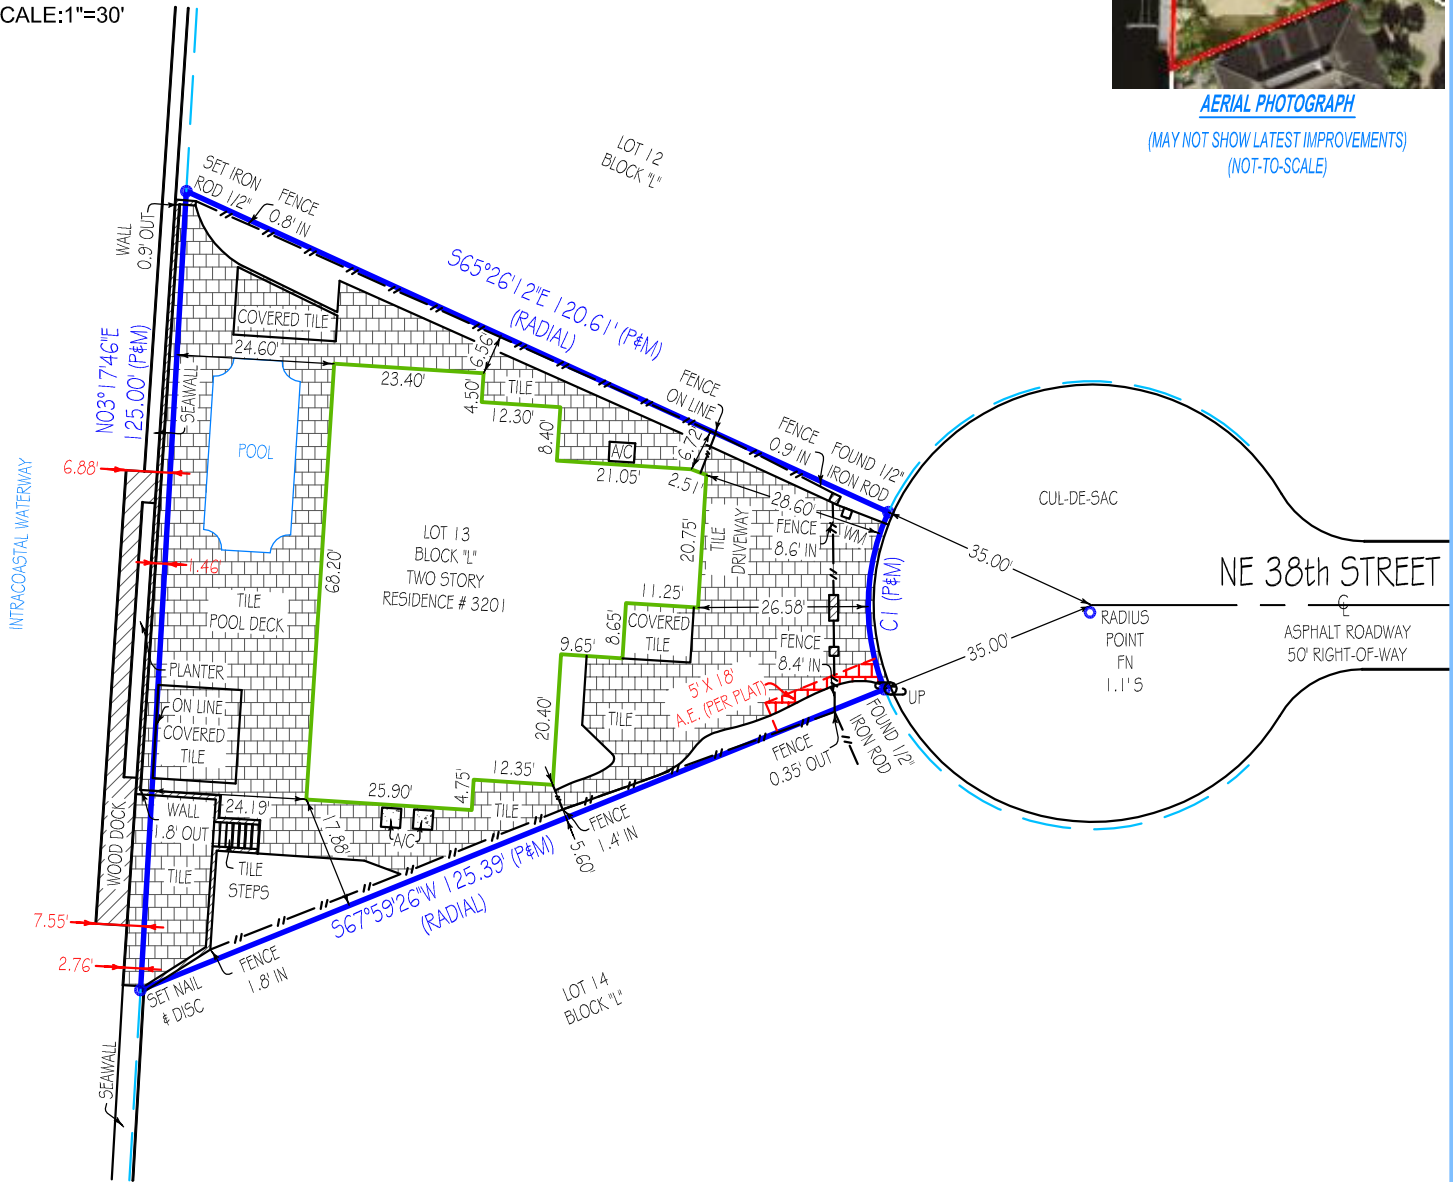 CALE:1"=30'
AERIAL PHOTOGRAPH
(MAY NOT SHOW LATEST IMPROVEMENTS)
(NOT-TO-SCALE)
LOT 12
BLOCK "L"
SET IRON
ROD 1/2"
FENCE
0.8' IN
WALL
0.9' OUT
S65°26'12"E 120.61' (P&M)
(RADIAL)
N03°17'46"E
125.00' (P&M)
SEAWALL
COVERED TILE
24.60'
23.40'
6.56'
4.50'
TILE
12.30'
8.40'
A/C
21.05'
6.72'
2.51'
FENCE
ON LINE
FENCE
0.9' IN
FOUND 1/2"
IRON ROD
28.60'
FENCE
8.6' IN
WM
CUL-DE-SAC
35.00'
NE 38th STREET
℄
ASPHALT ROADWAY
50' RIGHT-OF-WAY
RADIUS
POINT
FN
1.1'S
35.00'
C1 (P&M)
POOL
INTRACOASTAL WATERWAY
6.88'
1.46'
68.20'
LOT 13
BLOCK "L"
TWO STORY
RESIDENCE # 3201
20.75'
TILE
DRIVEWAY
11.25'
26.58'
8.65'
COVERED
TILE
9.65'
FENCE
8.4' IN
5' X 18'
A.E. (PER PLAT)
UP
TILE
POOL DECK
PLANTER
ON LINE
COVERED
TILE
20.40'
TILE
FOUND 1/2"
IRON ROD
FENCE
0.35' OUT
12.35'
4.75'
25.90'
TILE
A/C
24.19'
17.88'
WALL
1.8' OUT
WOOD DOCK
TILE
TILE
STEPS
FENCE
1.4' IN
5.60'
S67°59'26"W 125.39' (P&M)
(RADIAL)
7.55'
2.76'
FENCE
1.8' IN
SET NAIL
& DISC
LOT 14
BLOCK "L"
SEAWALL